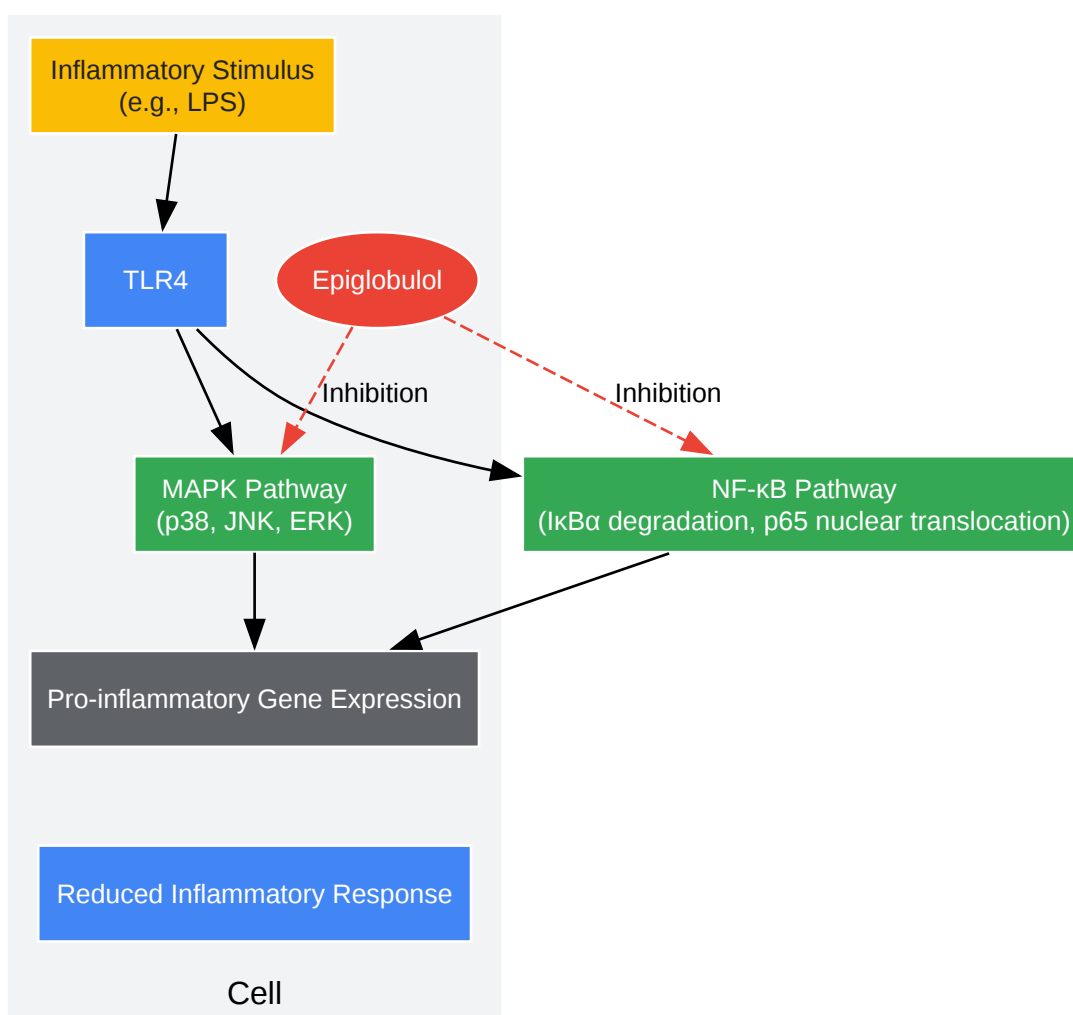 Inflammatory Stimulus
(e.g., LPS)
TLR4
Epiglobulol
Inhibition
Inhibition
MAPK Pathway
(p38, JNK, ERK)
NF-κB Pathway
(IκBα degradation, p65 nuclear translocation)
Pro-inflammatory Gene Expression
Reduced Inflammatory Response
Cell